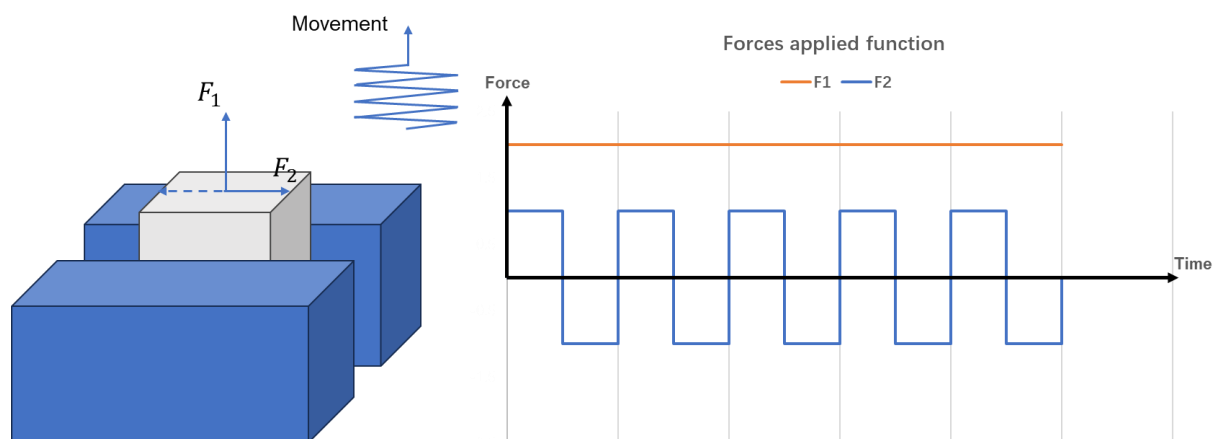 Movement
F₁
F₂
Forces applied function
F1 F2
Force
Time